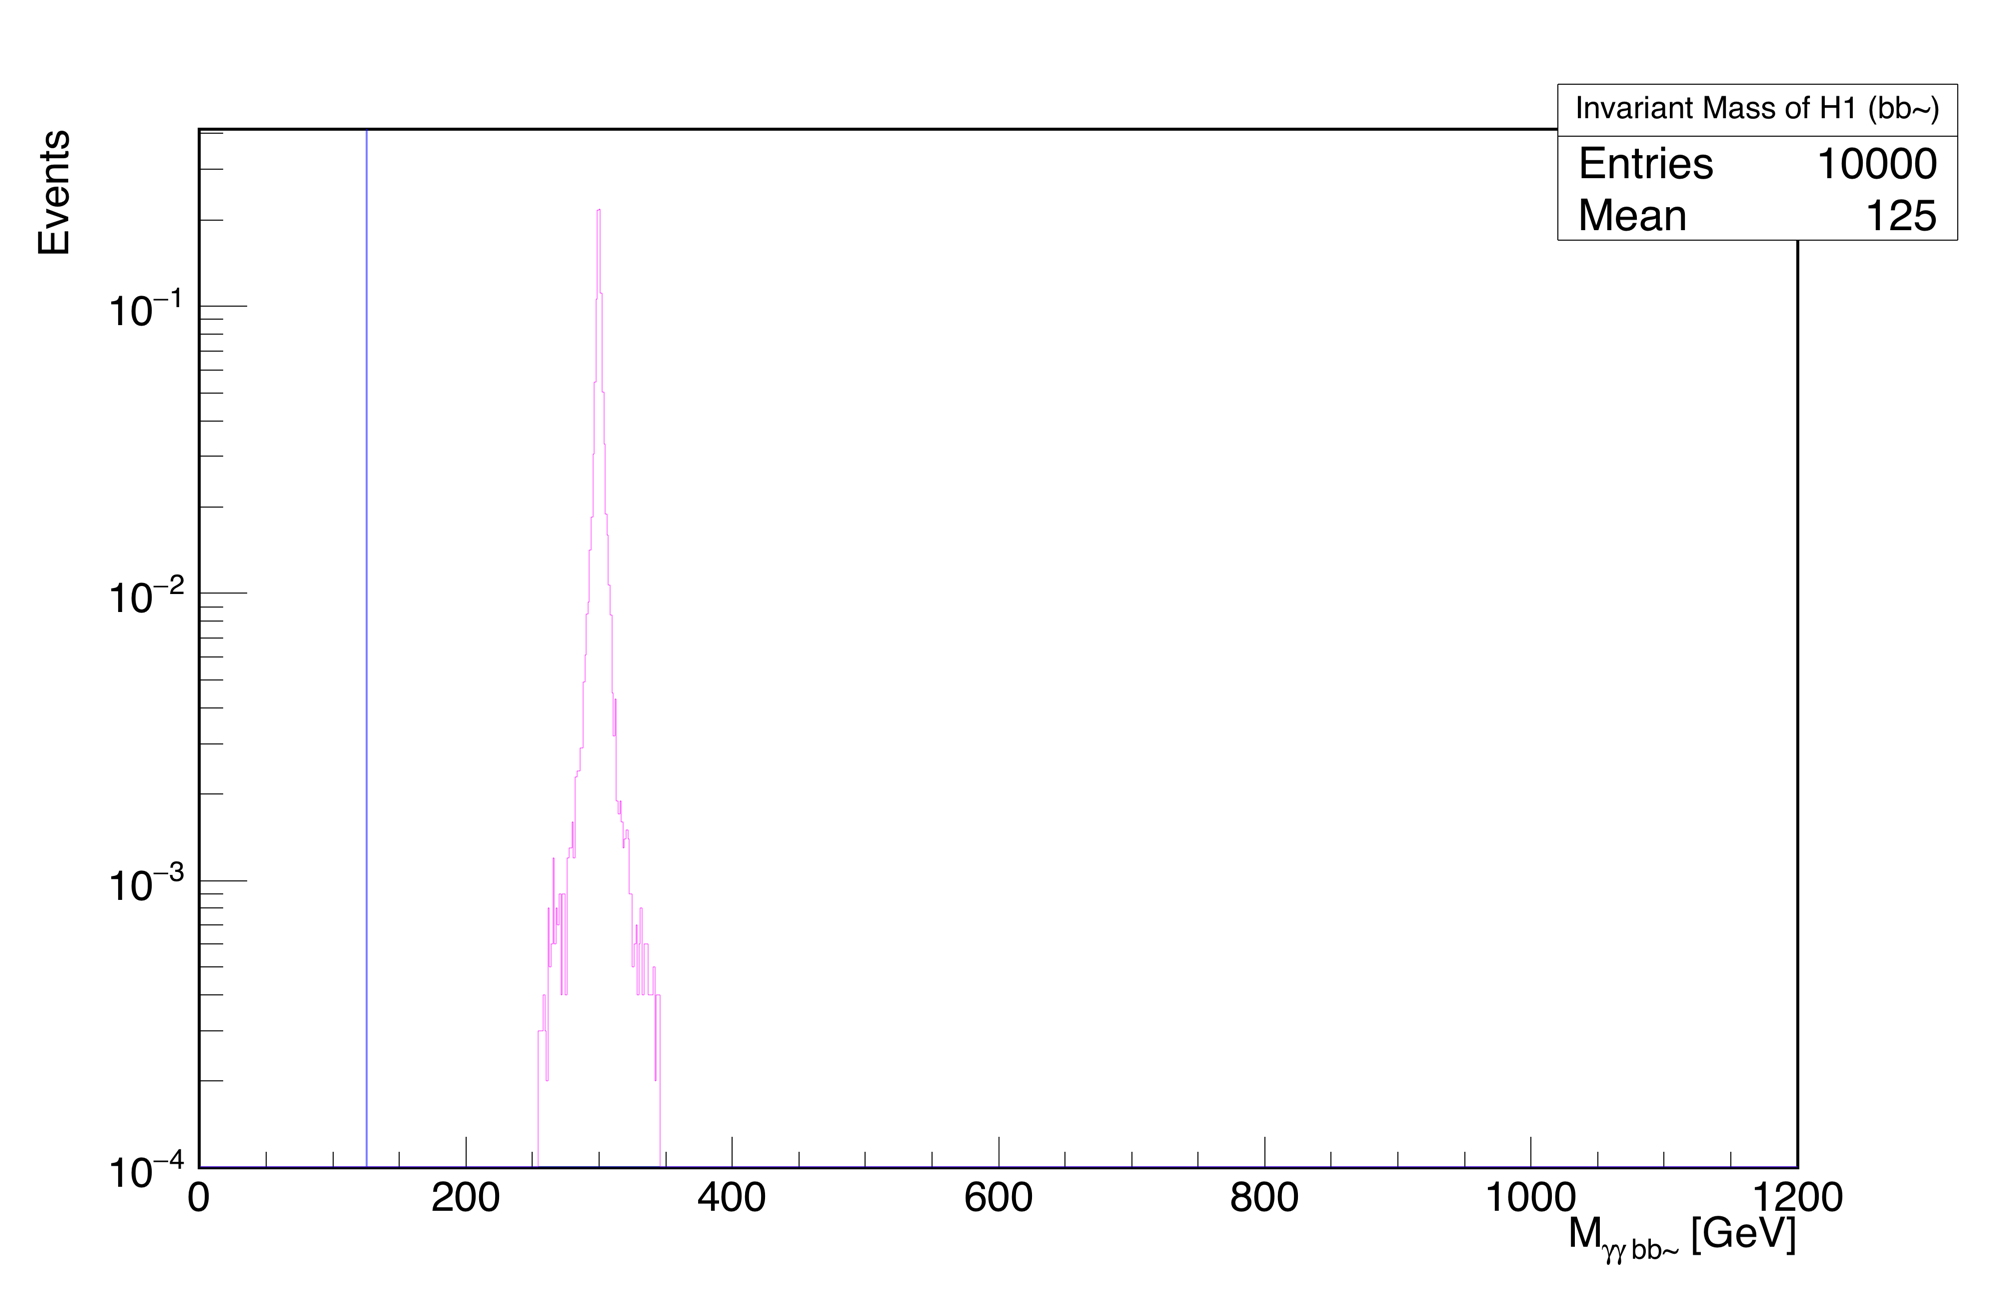 Invariant Mass of H1 (bb~)
Entries 10000
Mean 125
Events
10⁻¹
10⁻²
10⁻³
10⁻⁴
0 200 400 600 800 1000 1200
Mγγ bb~ [GeV]